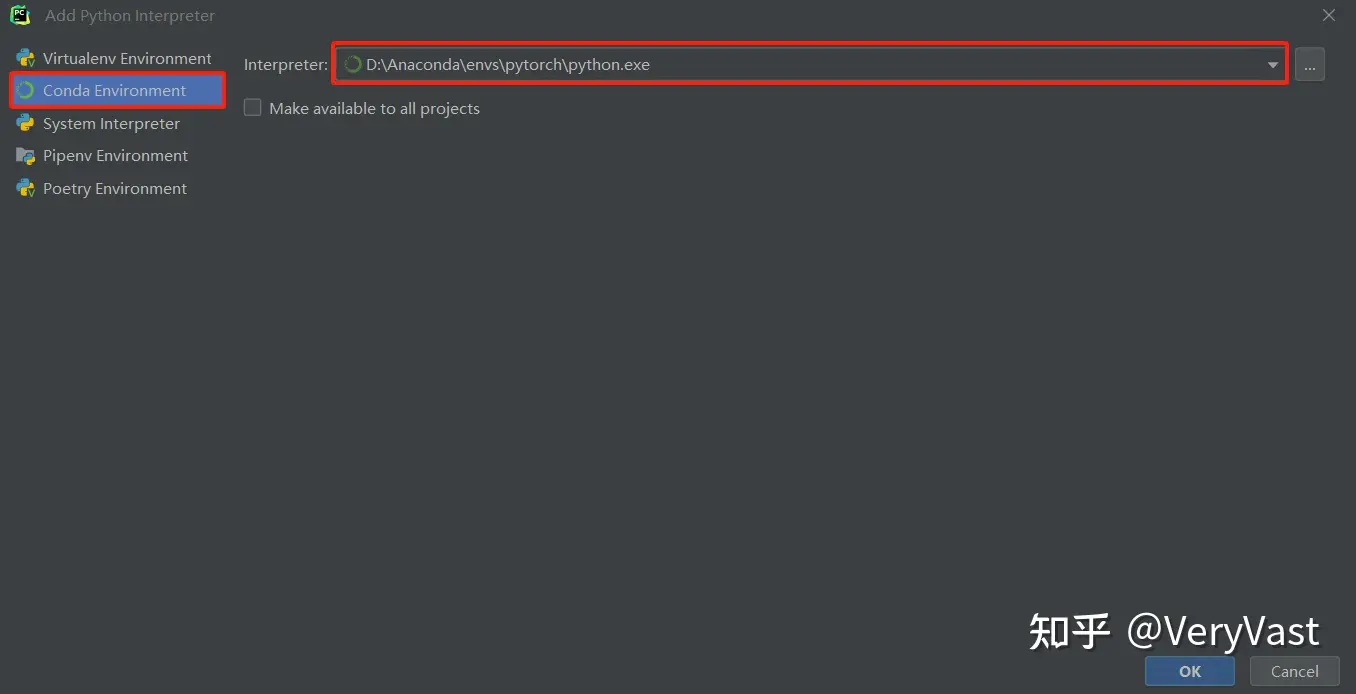 Add Python Interpreter
Virtualenv Environment
Conda Environment
System Interpreter
Pipenv Environment
Poetry Environment
Interpreter: D:\Anaconda\envs\pytorch\python.exe
...
Make available to all projects
知乎 @VeryVast
OK
Cancel